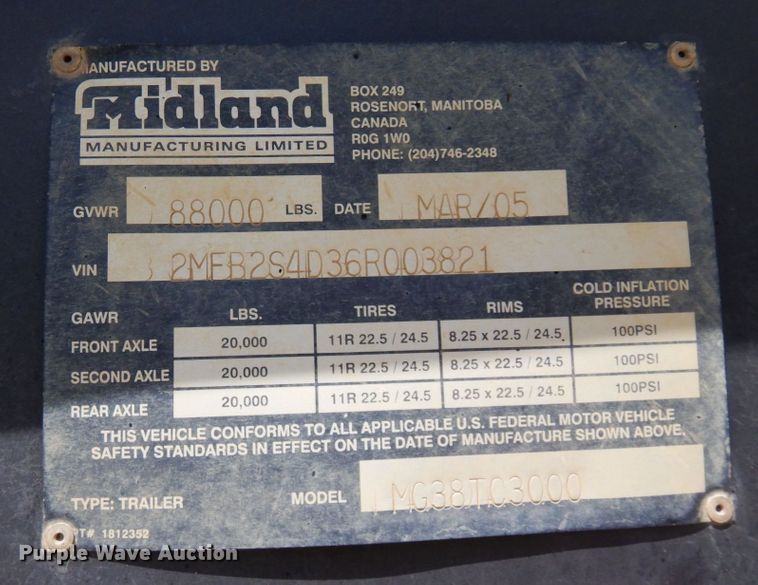 MANUFACTURED BY
Midland
MANUFACTURING LIMITED
BOX 249
ROSENORT, MANITOBA
CANADA
R0G 1W0
PHONE: (204)746-2348
GVWR 88000 LBS. DATE MAR/05
VIN 2MFB2S4D36R003821
GAWR LBS. TIRES RIMS COLD INFLATION PRESSURE
FRONT AXLE 20,000 11R 22.5 / 24.5 8.25 x 22.5 / 24.5 100PSI
SECOND AXLE 20,000 11R 22.5 / 24.5 8.25 x 22.5 / 24.5 100PSI
REAR AXLE 20,000 11R 22.5 / 24.5 8.25 x 22.5 / 24.5 100PSI
THIS VEHICLE CONFORMS TO ALL APPLICABLE U.S. FEDERAL MOTOR VEHICLE
SAFETY STANDARDS IN EFFECT ON THE DATE OF MANUFACTURE SHOWN ABOVE.
TYPE: TRAILER MODEL MG38TC3000
PT# 1812352
Purple Wave Auction